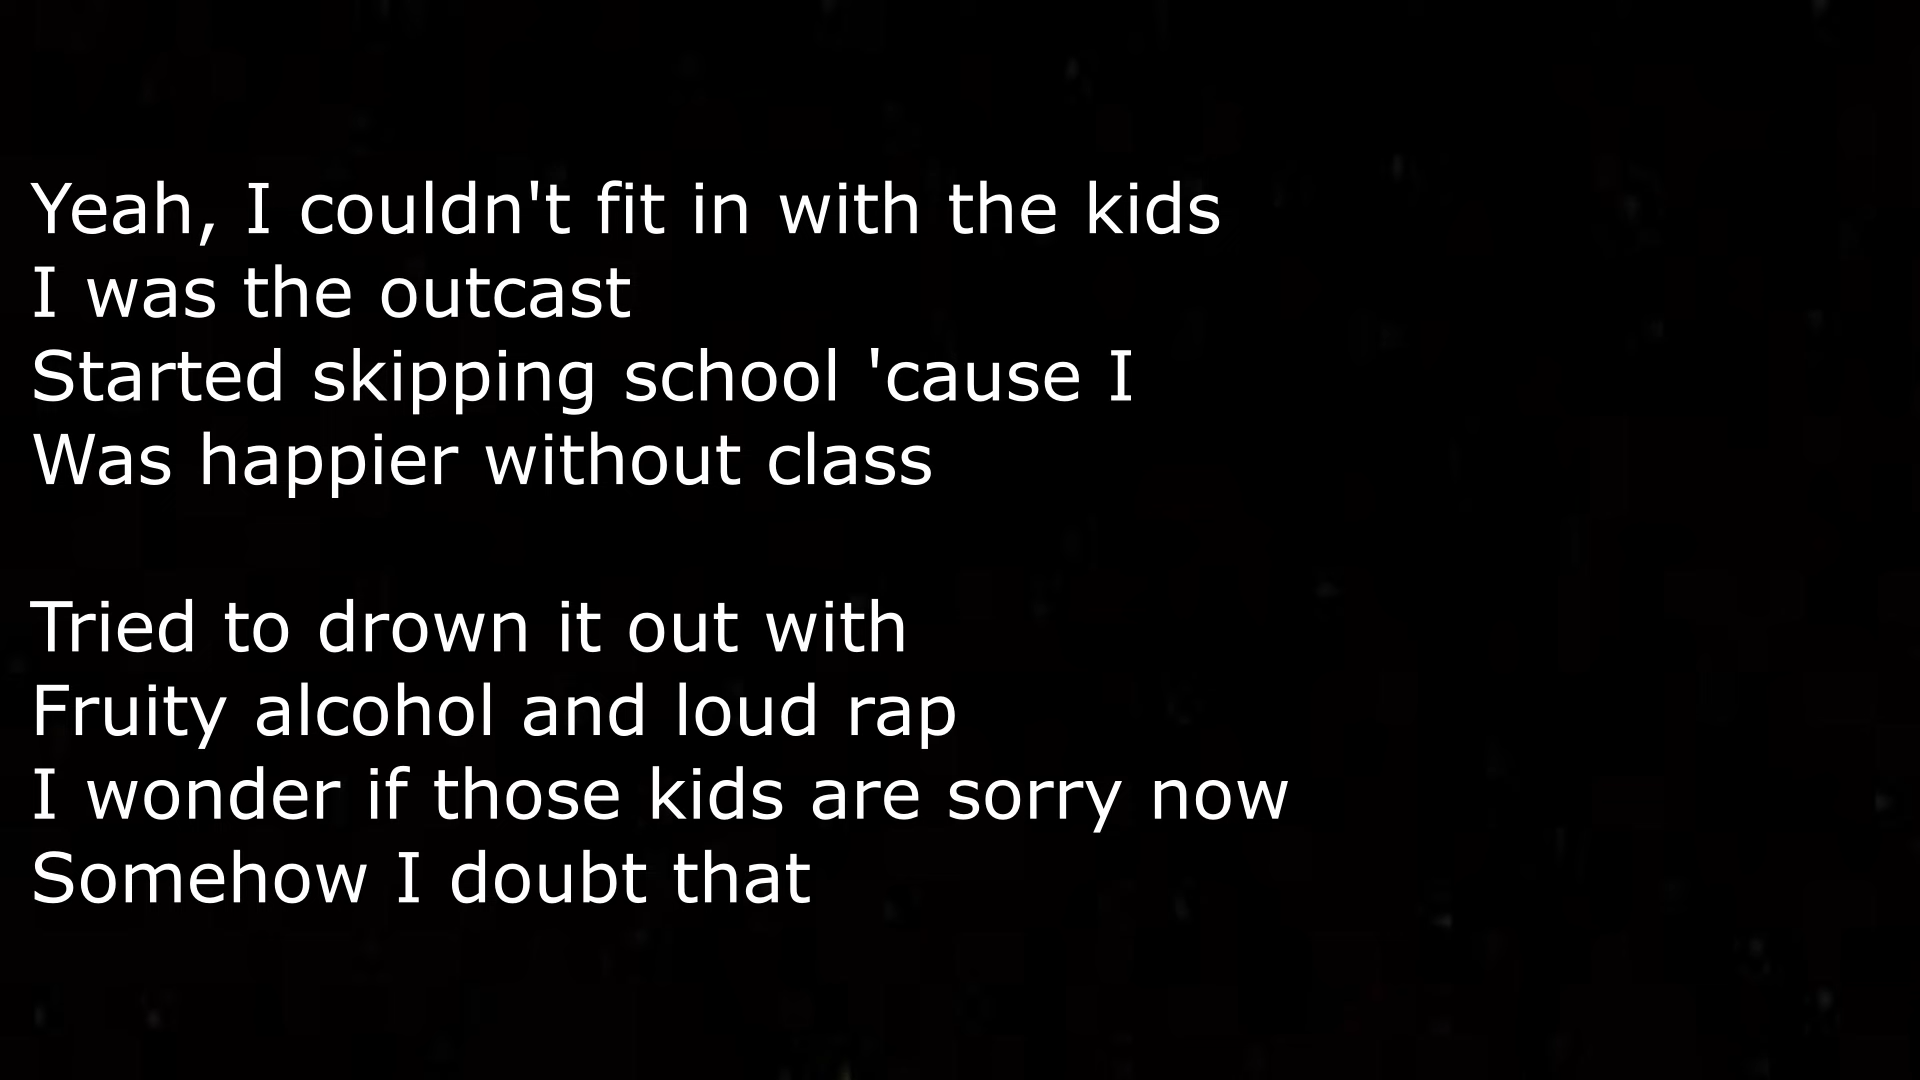 Yeah, I couldn't fit in with the kids
I was the outcast
Started skipping school 'cause I
Was happier without class
Tried to drown it out with
Fruity alcohol and loud rap
I wonder if those kids are sorry now
Somehow I doubt that